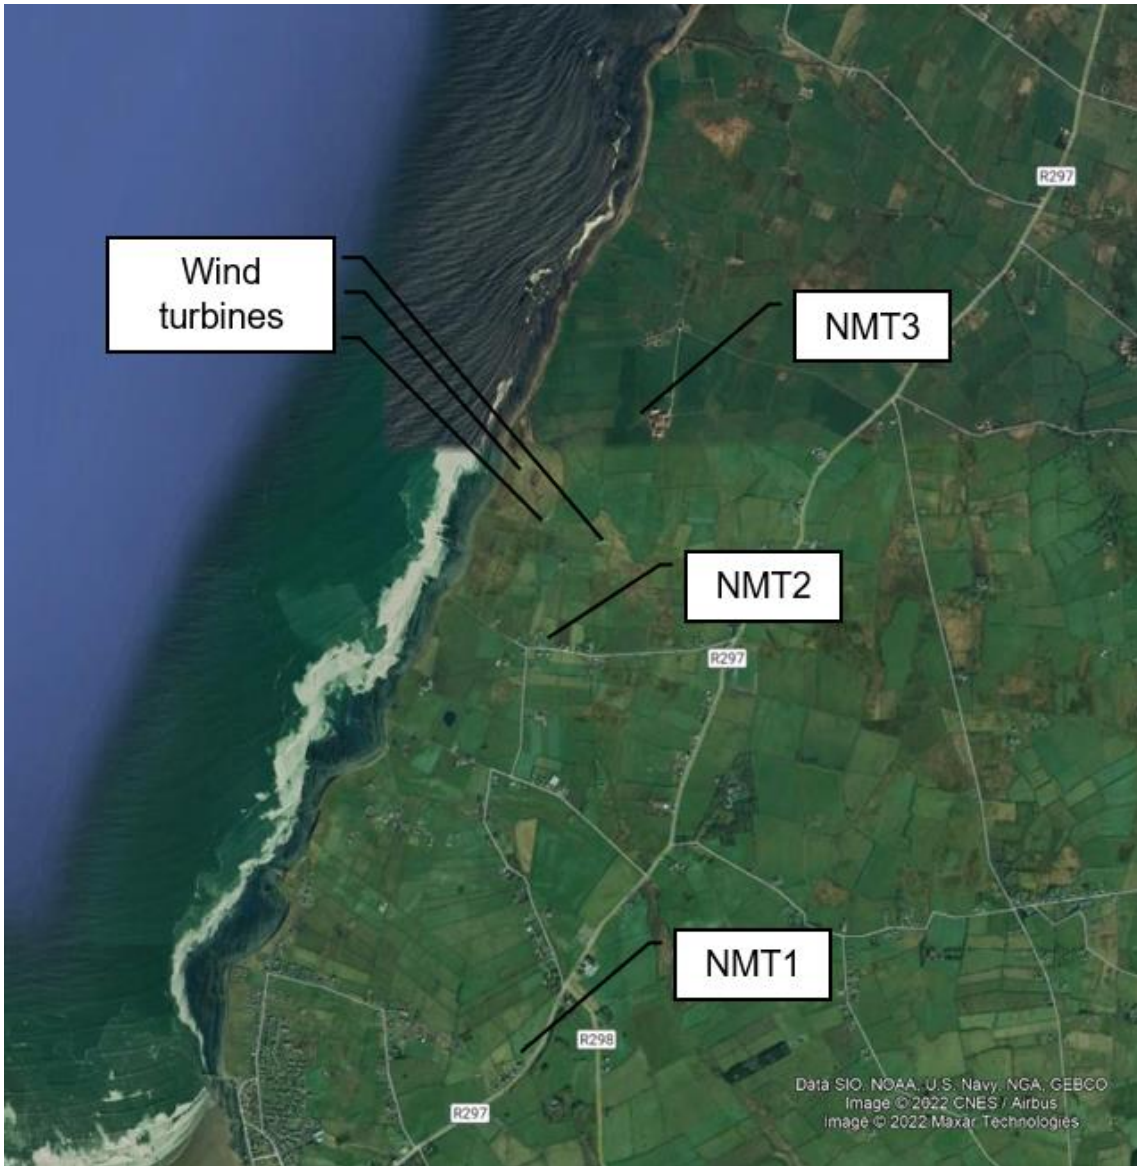 R297
Wind
turbines
NMT3
NMT2
R297
NMT1
R298
R297
Data SIO, NOAA, U.S. Navy, NGA, GEBCO
Image © 2022 CNES / Airbus
Image © 2022 Maxar Technologies